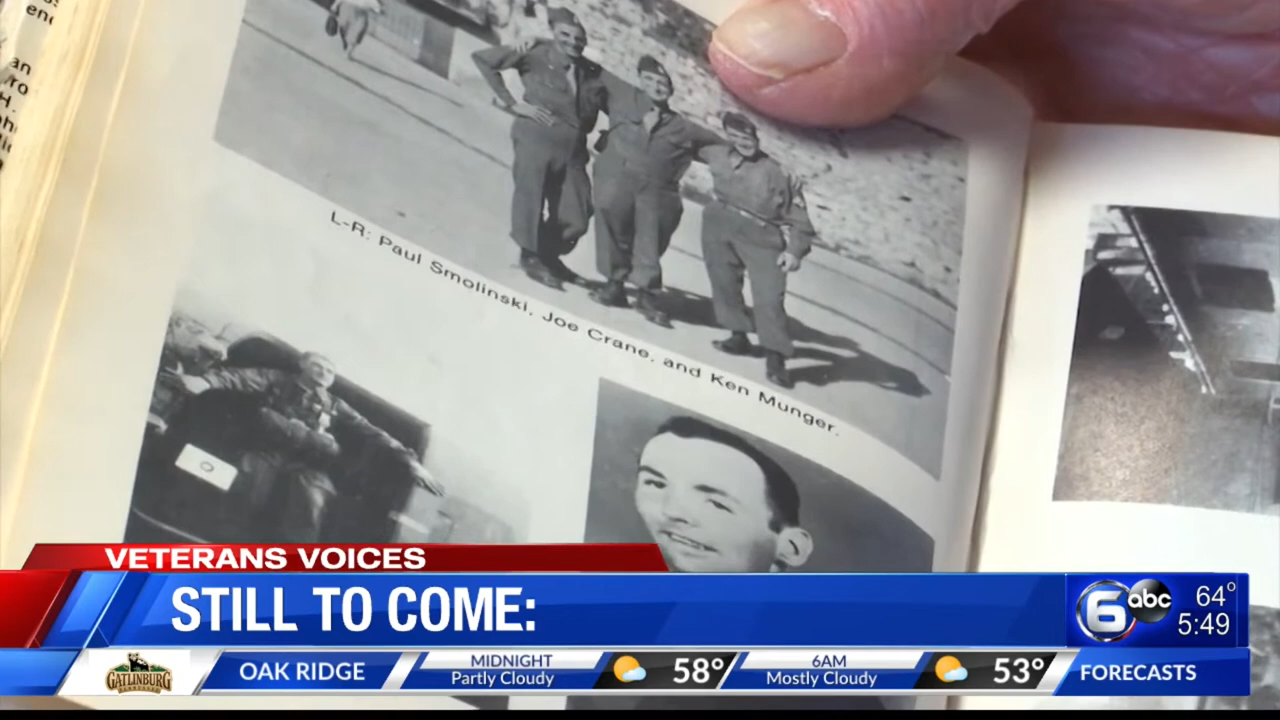 L-R: Paul Smolinski, Joe Crane, and Ken Munger.
VETERANS VOICES
STILL TO COME:
6 abc
64°
5:49
GATLINBURG
OAK RIDGE
MIDNIGHT
Partly Cloudy
58°
6AM
Mostly Cloudy
53°
FORECASTS